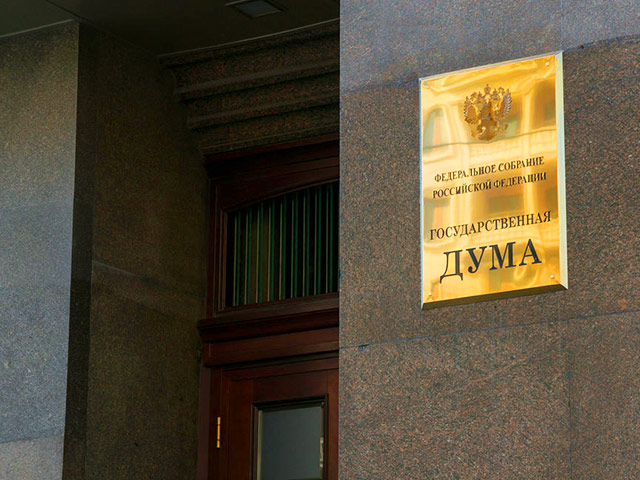 ФЕДЕРАЛЬНОЕ СОБРАНИЕ
РОССИЙСКОЙ ФЕДЕРАЦИИ
ГОСУДАРСТВЕННАЯ
ДУМА